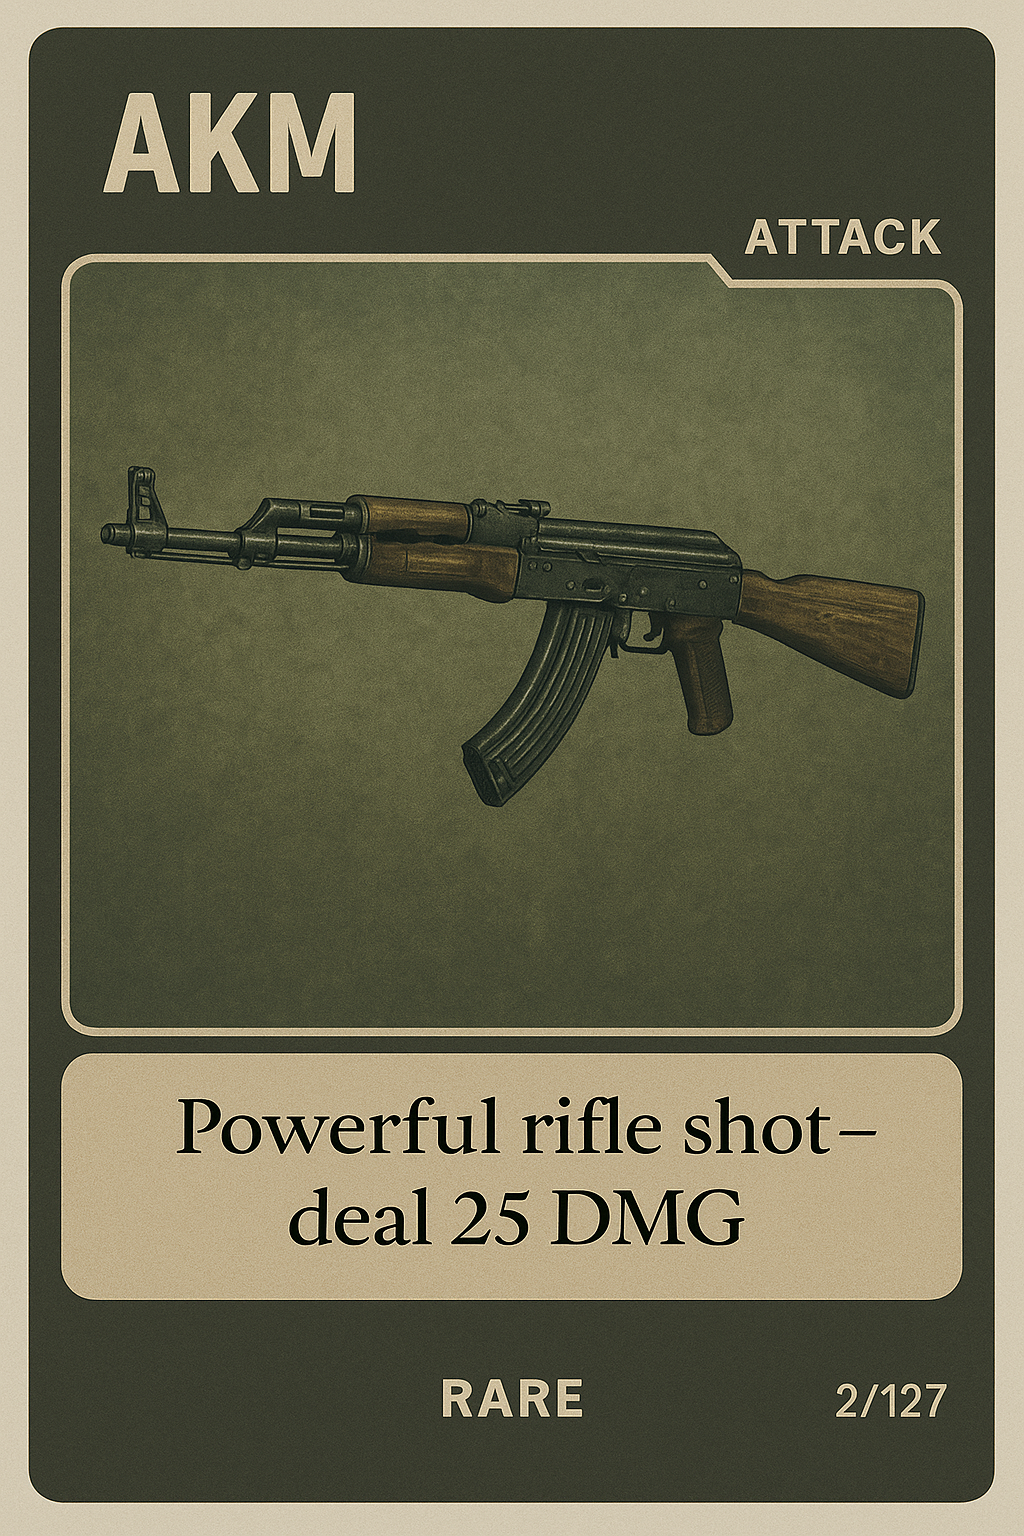 AKM
ATTACK
Powerful rifle shot–
deal 25 DMG
RARE
2/127